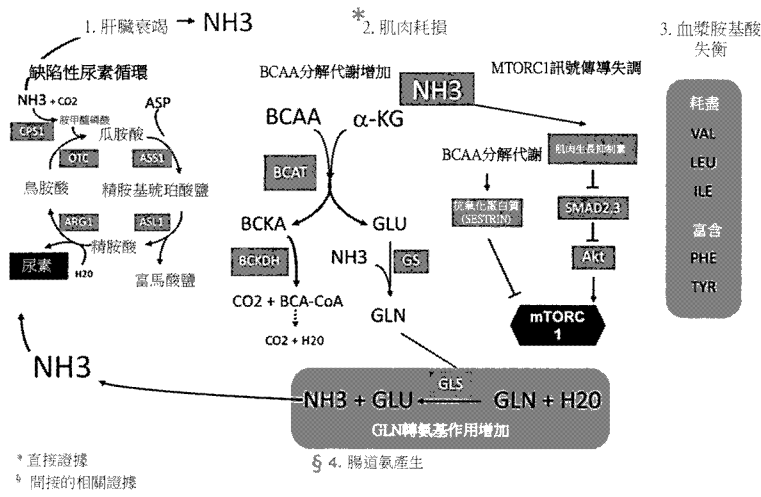 1. 肝臟衰竭
NH3
缺陷性尿素循環
NH3 + CO2
胺甲醯磷酸
ASP
CPS1
瓜胺酸
OTC
ASS1
鳥胺酸
精胺基琥珀酸鹽
ARG1
ASL1
精胺酸
尿素
H20
富馬酸鹽
NH3
*2. 肌肉耗損
BCAA分解代謝增加
NH3
MTORC1訊號傳導失調
BCAA
α-KG
BCAT
BCKA
GLU
BCKDH
NH3
GS
CO2 + BCA-CoA
GLN
CO2 + H20
BCAA分解代謝
肌肉生長抑制素
抗氧化蛋白質
(SESTRIN)
SMAD2.3
Akt
mTORC
1
3. 血漿胺基酸
失衡
耗盡
VAL
LEU
ILE
富含
PHE
TYR
GLS
NH3 + GLU
GLN + H20
GLN轉氨基作用增加
§ 4. 腸道氨產生
* 直接證據
§ 間接的相關證據